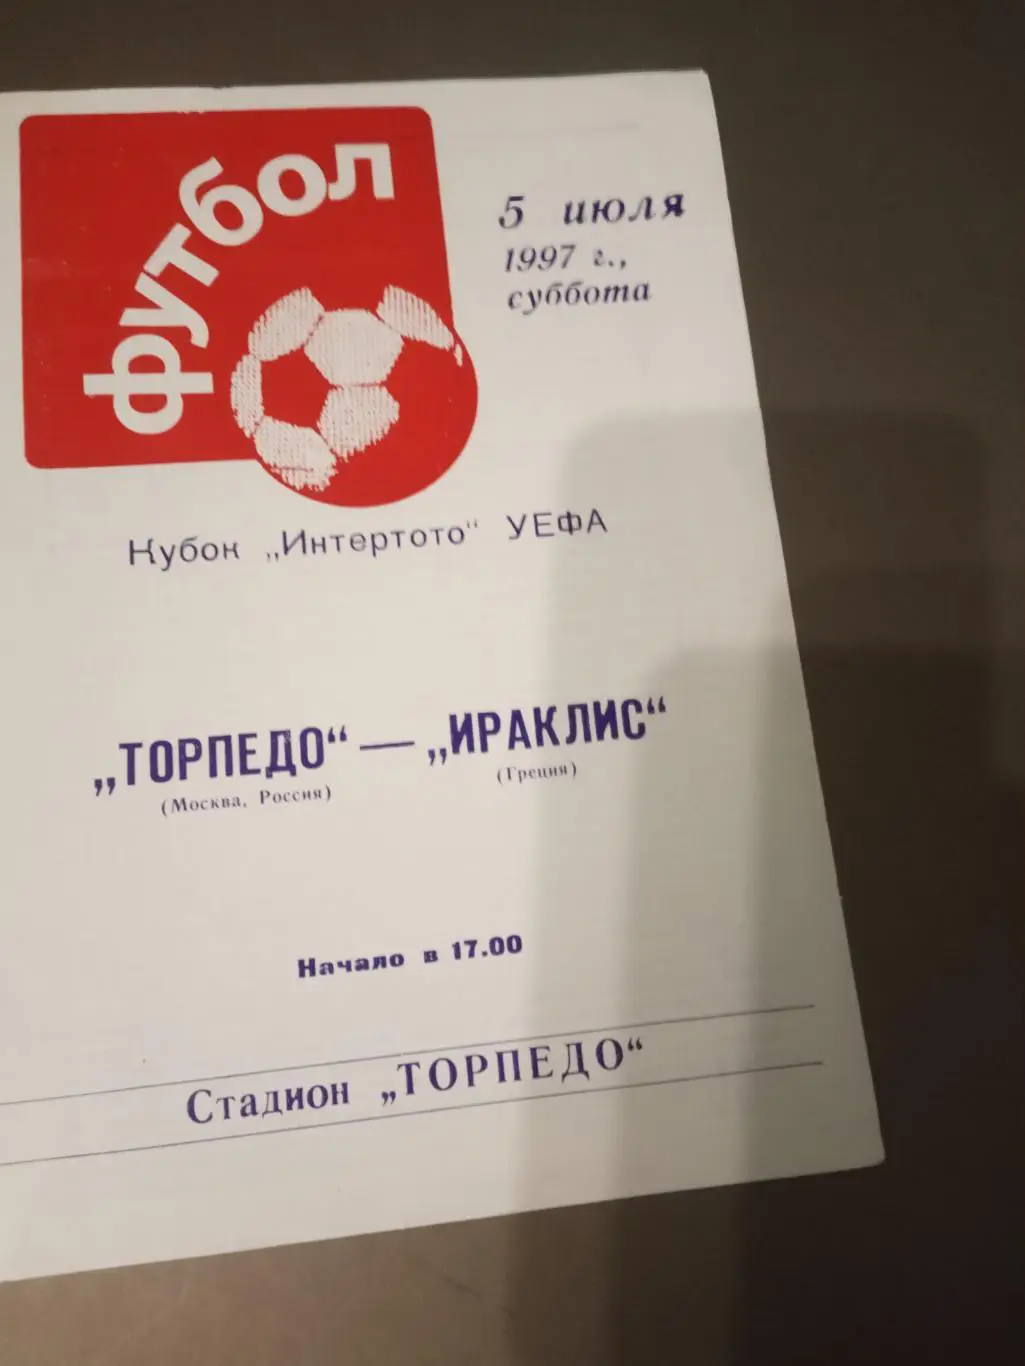 футбол
5 июля
1997 г.,
суббота
Кубок „Интертото“ УЕФА
„ТОРПЕДО“ — „ИРАКЛИС“
(Москва, Россия) (Греция)
Начало в 17.00
Стадион „ТОРПЕДО“